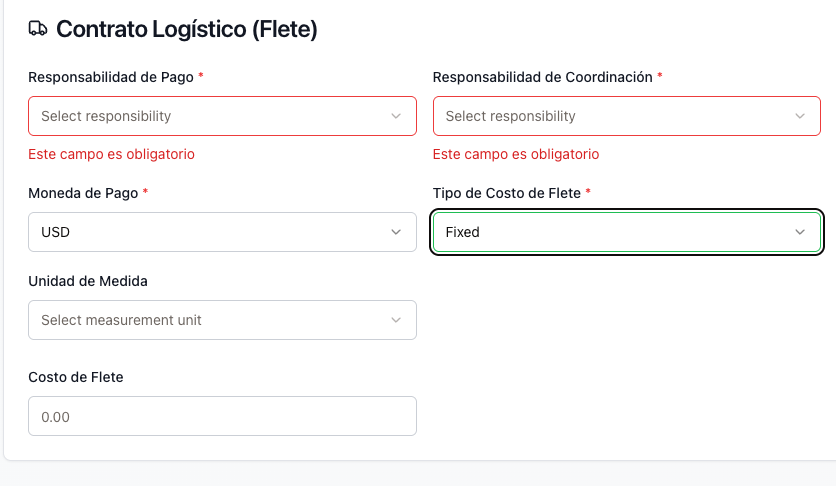 Contrato Logístico (Flete)
Responsabilidad de Pago *
Responsabilidad de Coordinación *
Select responsibility
Select responsibility
Este campo es obligatorio
Este campo es obligatorio
Moneda de Pago *
Tipo de Costo de Flete *
USD
Fixed
Unidad de Medida
Select measurement unit
Costo de Flete
0.00